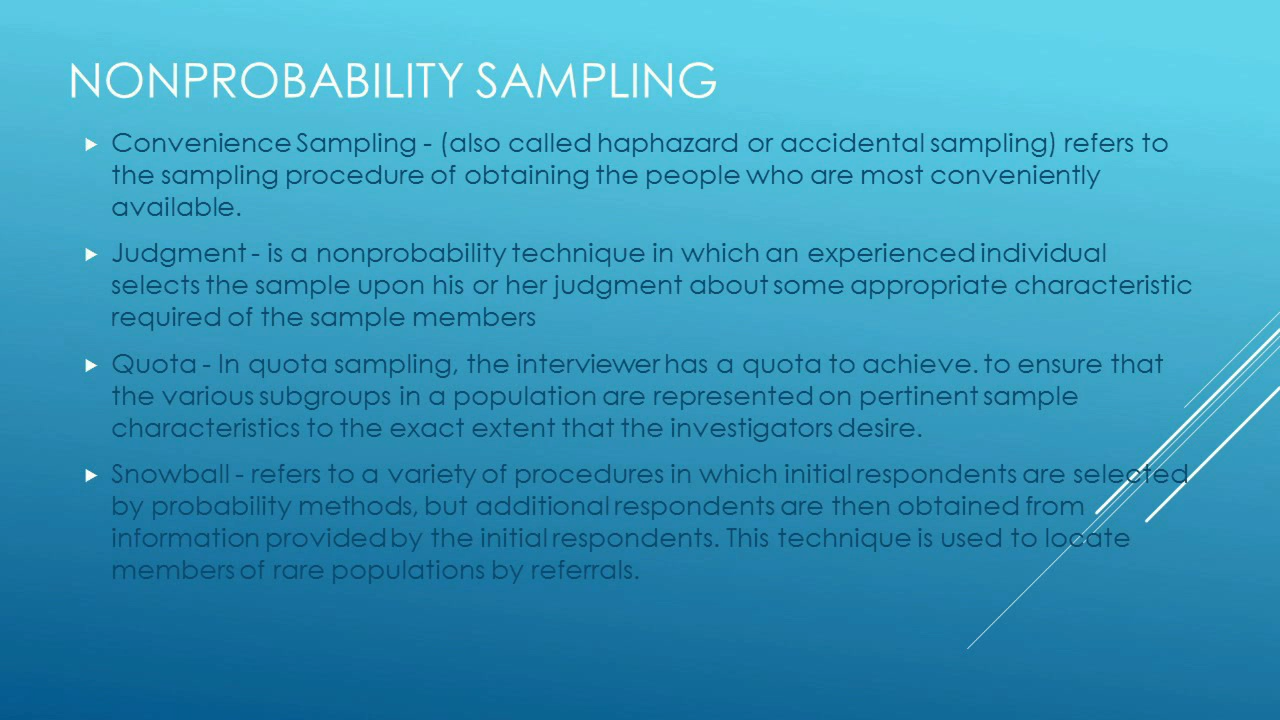 NONPROBABILITY SAMPLING
Convenience Sampling - (also called haphazard or accidental sampling) refers to
the sampling procedure of obtaining the people who are most conveniently
available.
Judgment - is a nonprobability technique in which an experienced individual
selects the sample upon his or her judgment about some appropriate characteristic
required of the sample members
Quota - In quota sampling, the interviewer has a quota to achieve. to ensure that
the various subgroups in a population are represented on pertinent sample
characteristics to the exact extent that the investigators desire.
Snowball - refers to a variety of procedures in which initial respondents are selected
by probability methods, but additional respondents are then obtained from
information provided by the initial respondents. This technique is used to locate
members of rare populations by referrals.